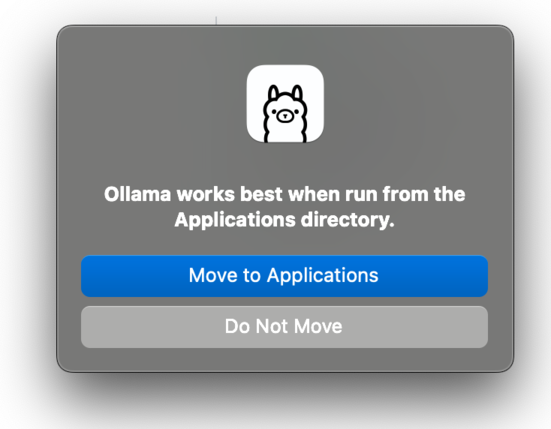 Ollama works best when run from the
Applications directory.
Move to Applications
Do Not Move